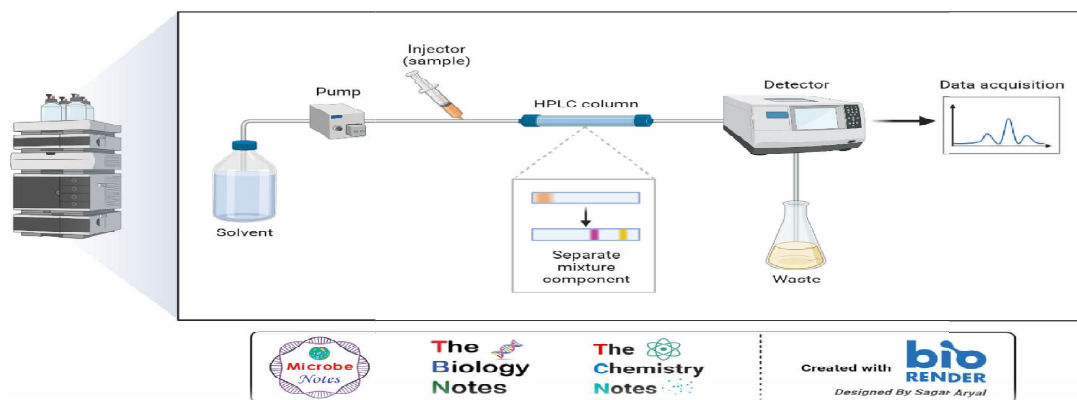 Injector
(sample)
Pump
HPLC column
Detector
Data acquisition
Solvent
Separate
mixture
component
Waste
Microbe
Notes
The
Biology
Notes
The
Chemistry
Notes
Created with
bio
RENDER
Designed By Sagar Aryal